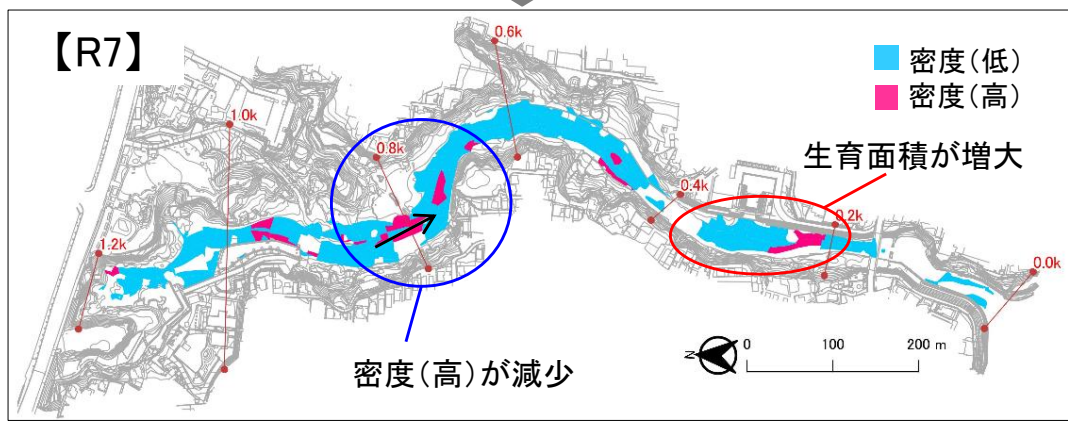 【R7】
0.6k
密度（低）
密度（高）
1.0k
生育面積が増大
0.8k
0.4k
0.2k
1.2k
0.0k
N
0 100 200 m
密度（高）が減少